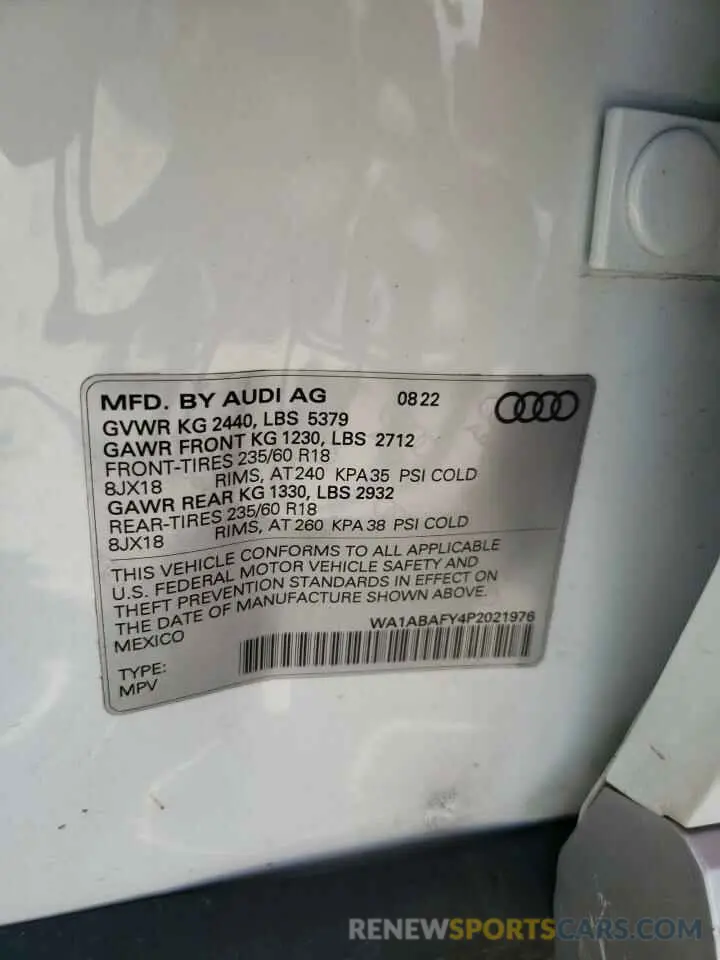 MFD. BY AUDI AG 08 22
GVWR KG 2440, LBS 5379
GAWR FRONT KG 1230, LBS 2712
FRONT-TIRES 235/60 R18
8JX18 RIMS, AT 240 KPA 35 PSI COLD
GAWR REAR KG 1330, LBS 2932
REAR-TIRES 235/60 R18
8JX18 RIMS, AT 260 KPA 38 PSI COLD
THIS VEHICLE CONFORMS TO ALL APPLICABLE
U.S. FEDERAL MOTOR VEHICLE SAFETY AND
THEFT PREVENTION STANDARDS IN EFFECT ON
THE DATE OF MANUFACTURE SHOWN ABOVE.
MEXICO WA1ABAFY4P2021976
TYPE:
MPV
RENEWSPORTSCARS.COM